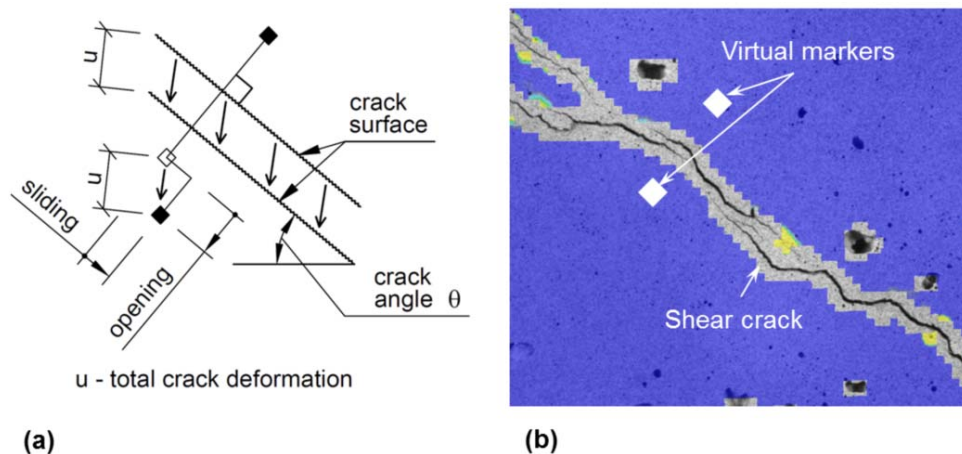 u
u
sliding
opening
crack
surface
crack
angle θ
u - total crack deformation
(a)
Virtual markers
Shear crack
(b)